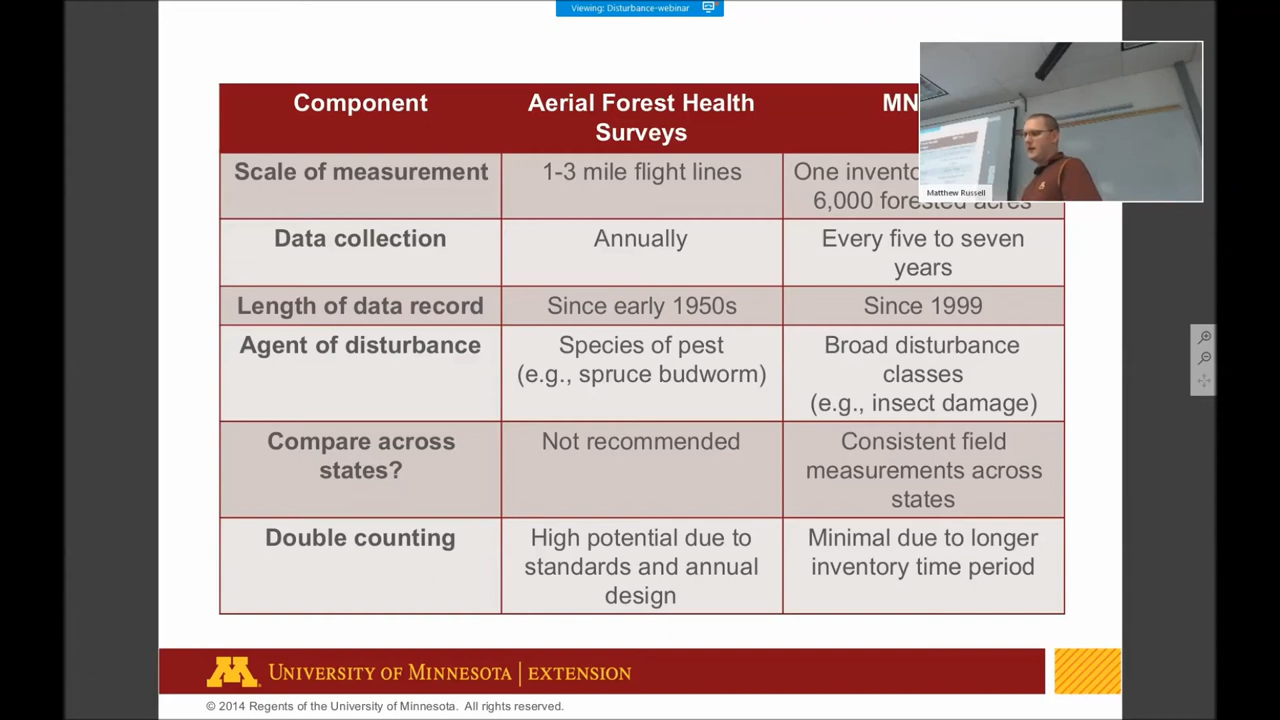 Viewing: Disturbance-webinar
Component
Aerial Forest Health
Surveys
MN
Matthew Russell
Scale of measurement
1-3 mile flight lines
One
6,000 forested acres
Data collection
Annually
Every five to seven
years
Length of data record
Since early 1950s
Since 1999
Agent of disturbance
Species of pest
(e.g., spruce budworm)
Broad disturbance
classes
(e.g., insect damage)
Compare across
states?
Not recommended
Consistent field
measurements across
states
Double counting
High potential due to
standards and annual
design
Minimal due to longer
inventory time period
M
UNIVERSITY OF MINNESOTA | EXTENSION
© 2014 Regents of the University of Minnesota. All rights reserved.